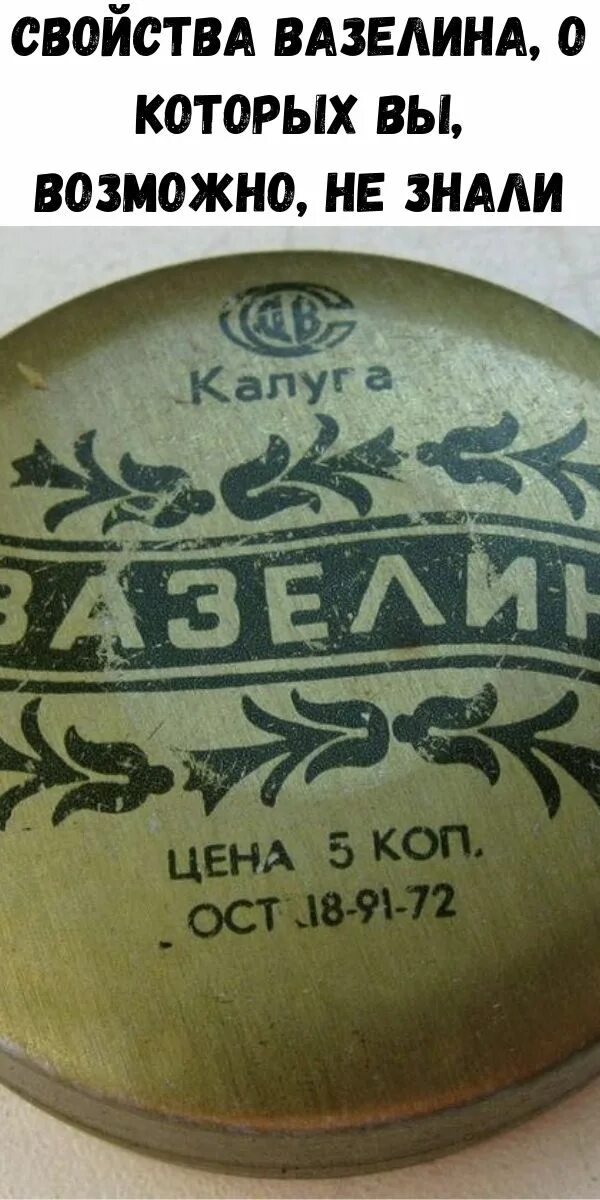 СВОЙСТВА ВАЗЕЛИНА, О
КОТОРЫХ ВЫ,
ВОЗМОЖНО, НЕ ЗНАЛИ
Калуга
ВАЗЕЛИН
ЦЕНА 5 КОП.
ОСТ 18-91-72